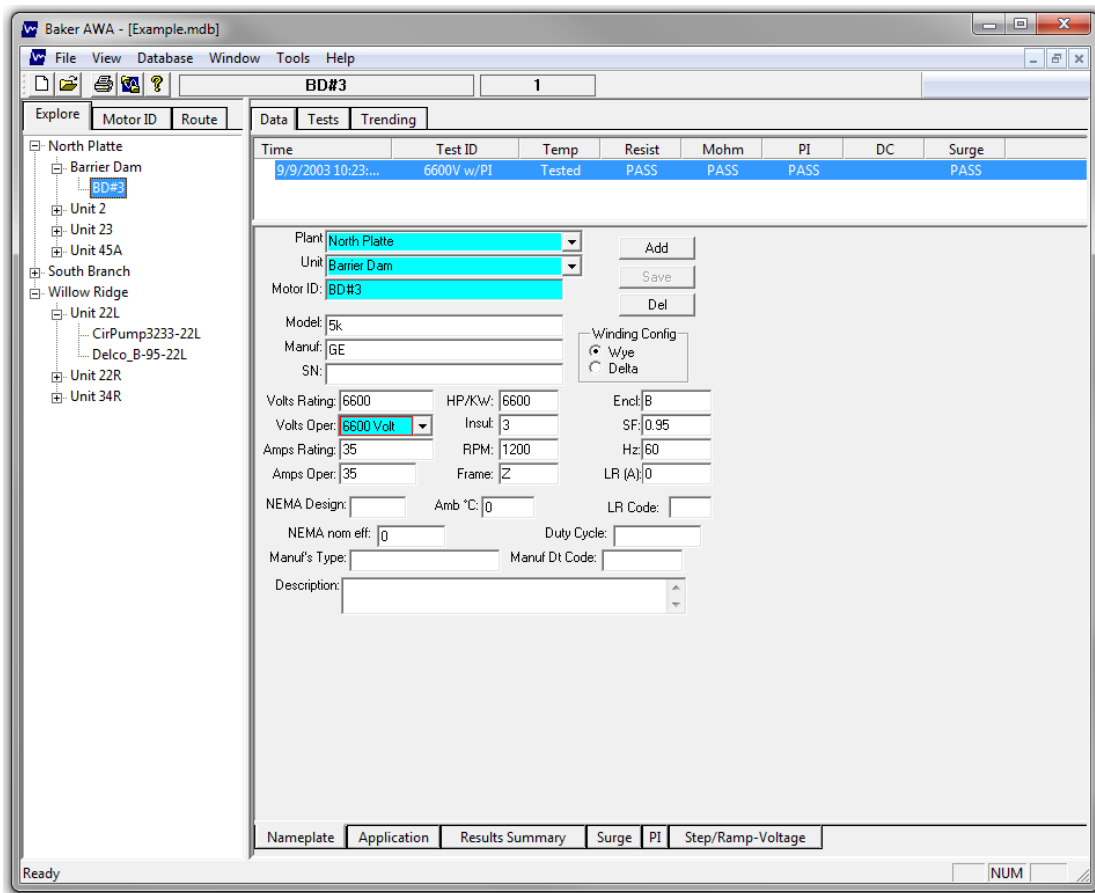 Baker AWA - [Example.mdb]
File View Database Window Tools Help
BD#3 1
Explore Motor ID Route
North Platte
Barrier Dam
BD#3
Unit 2
Unit 23
Unit 45A
South Branch
Willow Ridge
Unit 22L
CirPump3233-22L
Delco_B-95-22L
Unit 22R
Unit 34R
Data Tests Trending
Time Test ID Temp Resist Mohm PI DC Surge
9/9/2003 10:23:... 6600V w/PI Tested PASS PASS PASS PASS
Plant North Platte
Unit Barrier Dam
Motor ID: BD#3
Add
Save
Del
Model: 5k
Manuf: GE
SN:
Winding Config
Wye
Delta
Volts Rating: 6600 HP/KW: 6600 Encl: B
Volts Oper: 6600 Volt Insul: 3 SF: 0.95
Amps Rating: 35 RPM: 1200 Hz: 60
Amps Oper: 35 Frame: Z LR (A): 0
NEMA Design: Amb °C: 0 LR Code:
NEMA nom eff: 0 Duty Cycle:
Manuf's Type: Manuf Dt Code:
Description:
Nameplate Application Results Summary Surge PI Step/Ramp-Voltage
Ready NUM